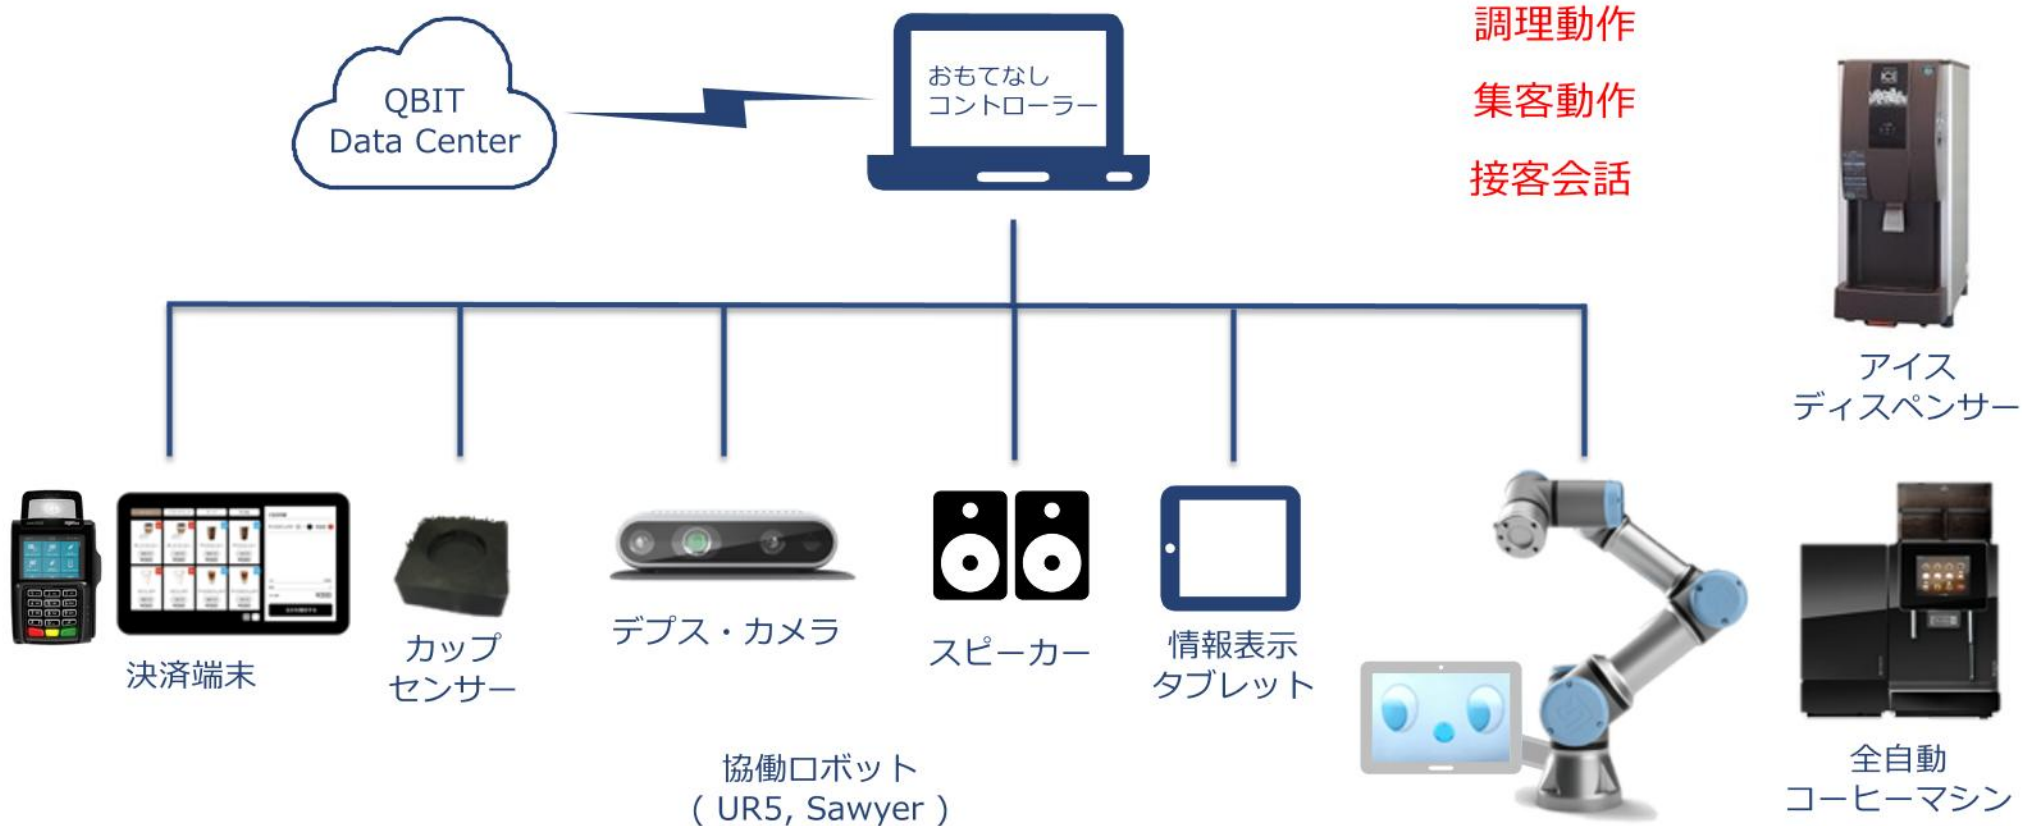 QBIT
Data Center
おもてなし
コントローラー
調理動作
集客動作
接客会話
アイス
ディスペンサー
決済端末
カップ
センサー
デプス・カメラ
スピーカー
情報表示
タブレット
全自動
コーヒーマシン
協働ロボット
( UR5, Sawyer )